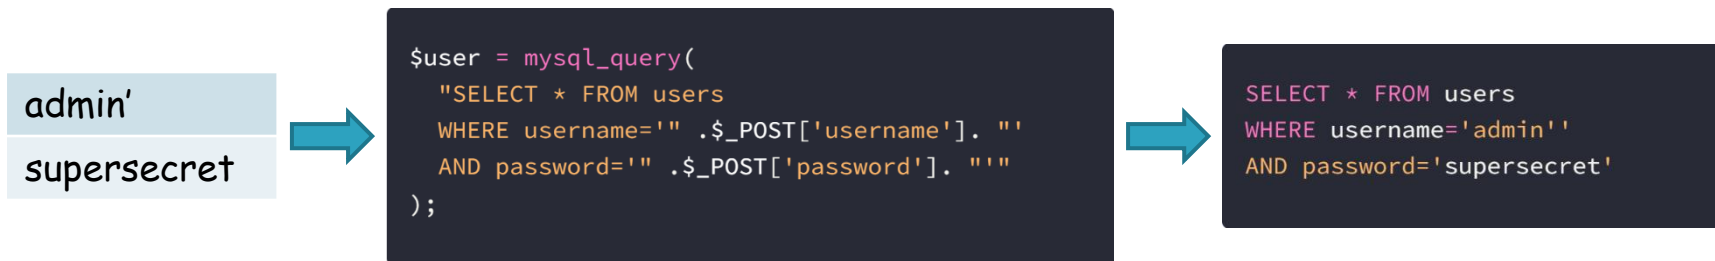 admin’
supersecret
$user = mysql_query(
"SELECT * FROM users
WHERE username='" .$_POST['username']. "'
AND password='" .$_POST['password']. "'"
);
SELECT * FROM users
WHERE username='admin''
AND password='supersecret'